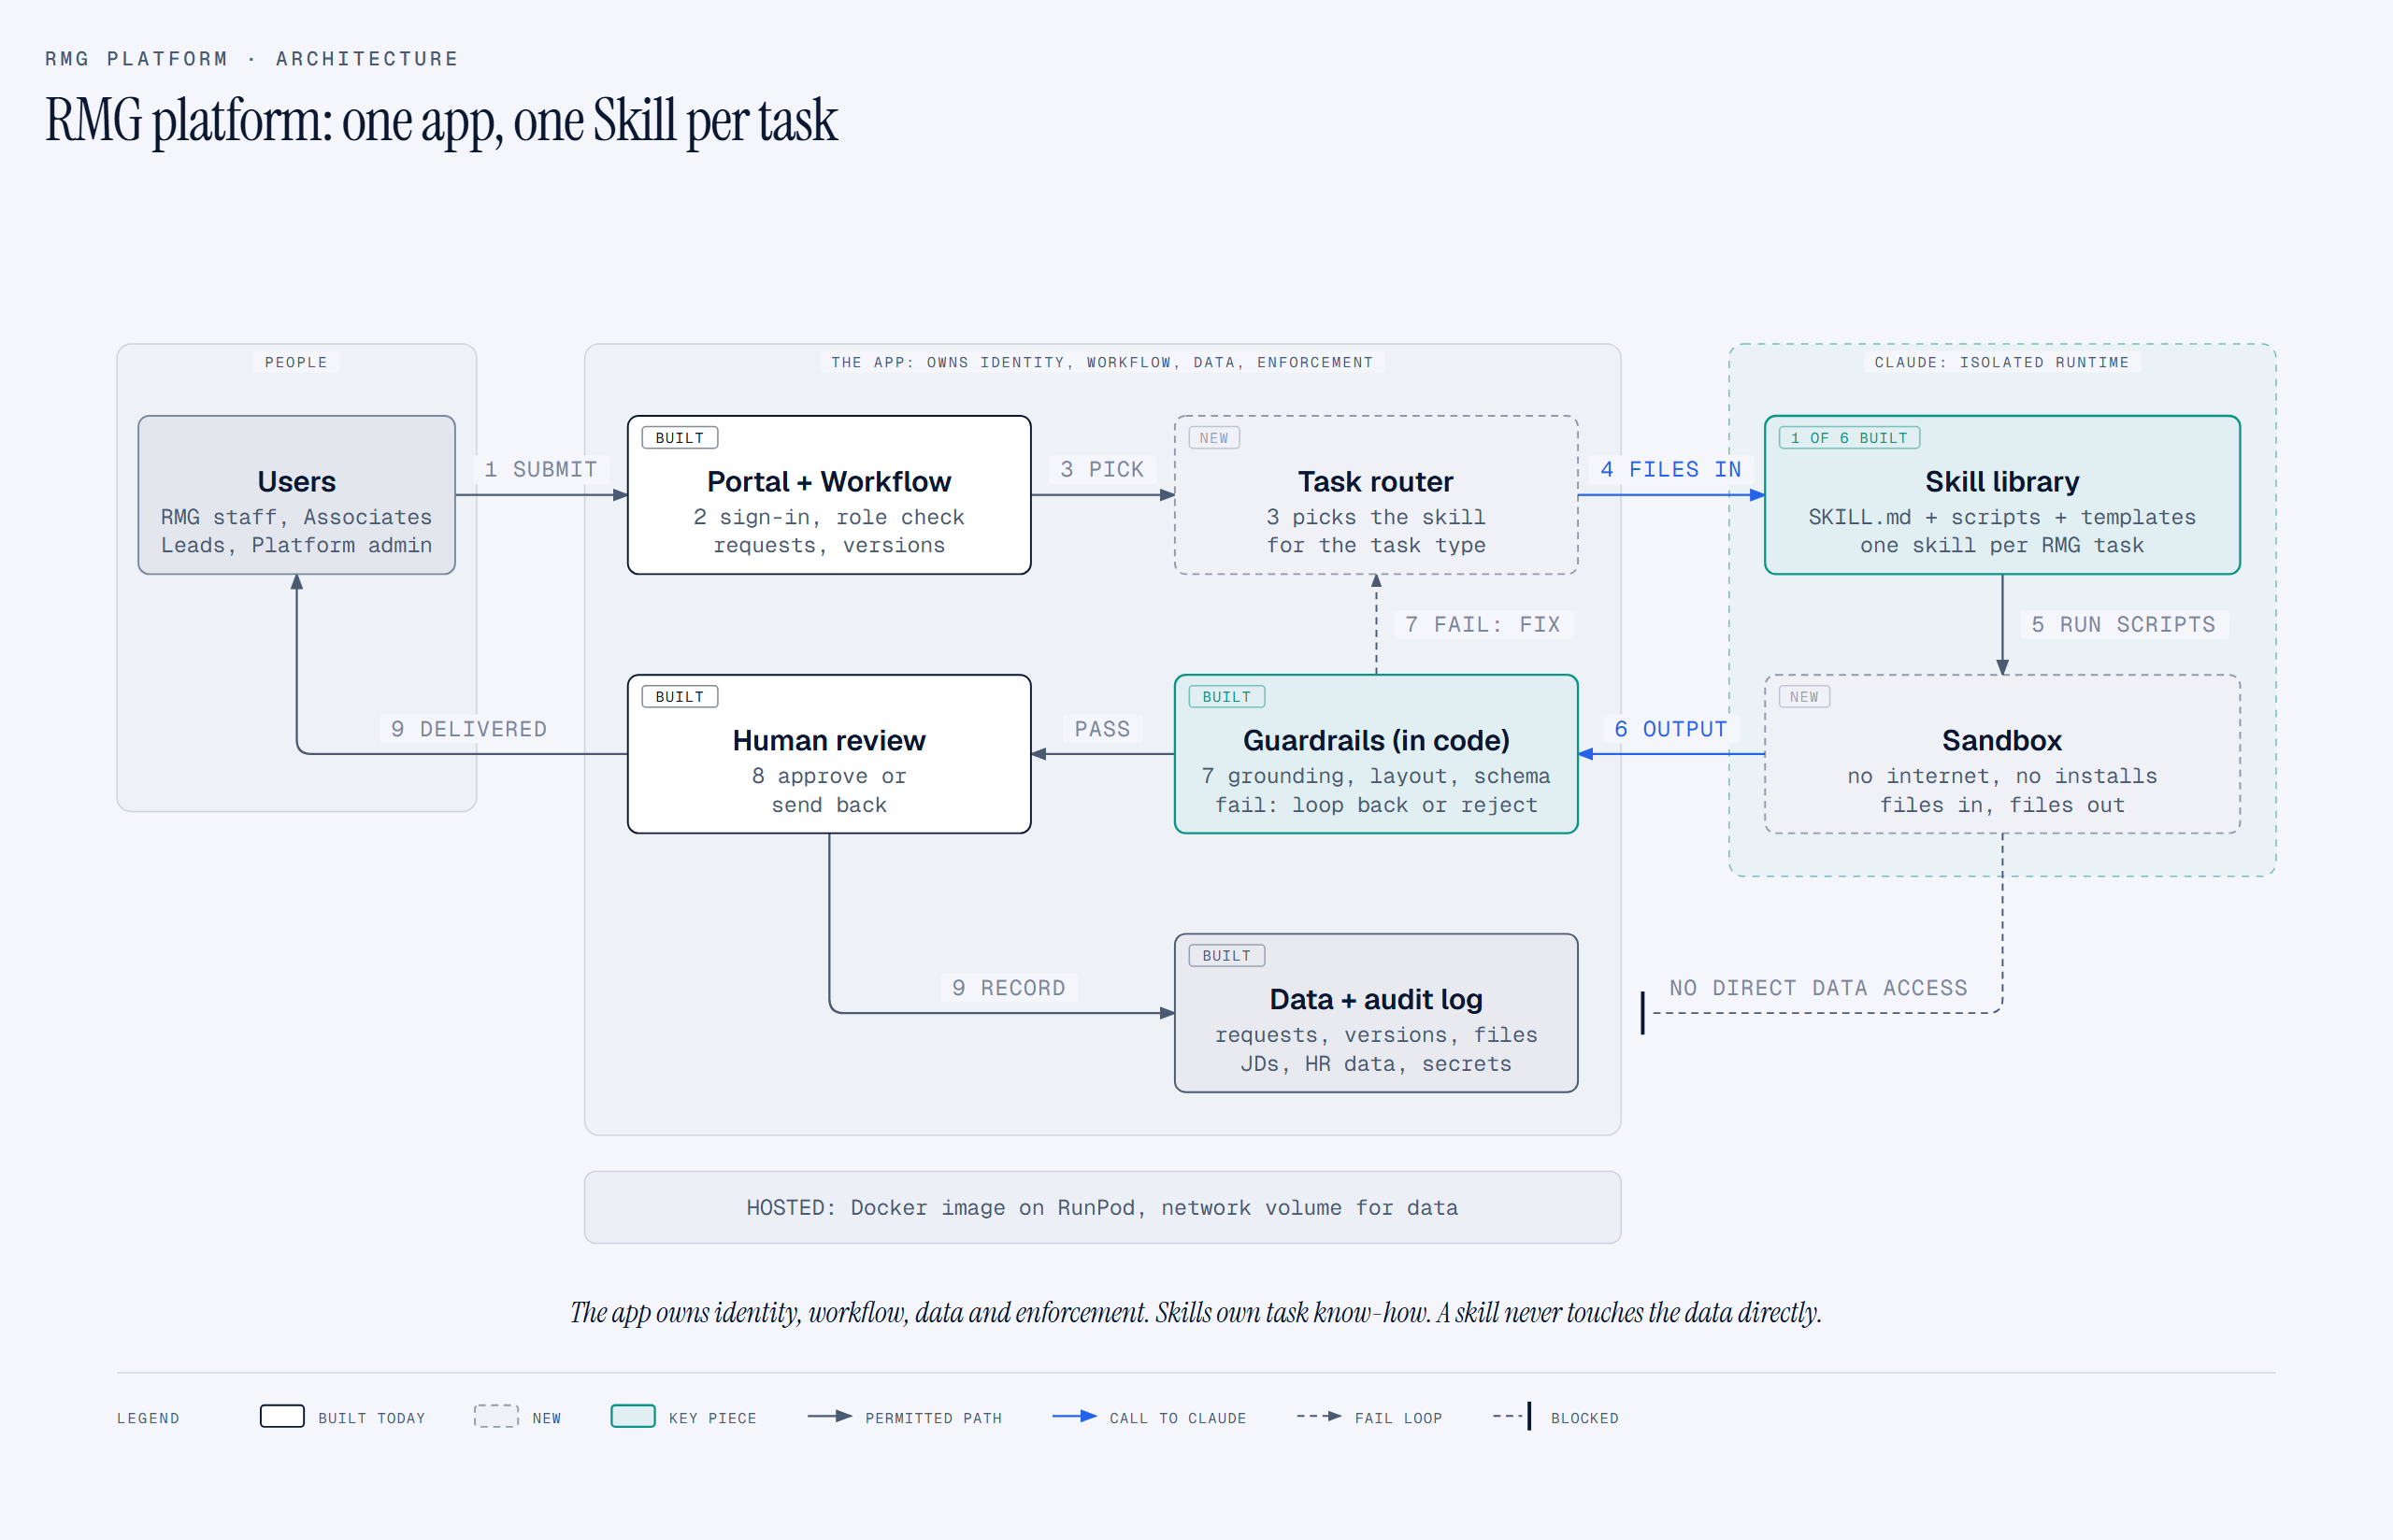 RMG PLATFORM · ARCHITECTURE
RMG platform: one app, one Skill per task
PEOPLE
Users
RMG staff, Associates
Leads, Platform admin
1 SUBMIT
THE APP: OWNS IDENTITY, WORKFLOW, DATA, ENFORCEMENT
BUILT
Portal + Workflow
2 sign-in, role check
requests, versions
3 PICK
NEW
Task router
3 picks the skill
for the task type
4 FILES IN
CLAUDE: ISOLATED RUNTIME
1 OF 6 BUILT
Skill library
SKILL.md + scripts + templates
one skill per RMG task
7 FAIL: FIX
5 RUN SCRIPTS
9 DELIVERED
BUILT
Human review
8 approve or
send back
PASS
BUILT
Guardrails (in code)
7 grounding, layout, schema
fail: loop back or reject
6 OUTPUT
NEW
Sandbox
no internet, no installs
files in, files out
9 RECORD
BUILT
Data + audit log
requests, versions, files
JDs, HR data, secrets
NO DIRECT DATA ACCESS
HOSTED: Docker image on RunPod, network volume for data
The app owns identity, workflow, data and enforcement. Skills own task know-how. A skill never touches the data directly.
LEGEND
BUILT TODAY
NEW
KEY PIECE
PERMITTED PATH
CALL TO CLAUDE
FAIL LOOP
BLOCKED